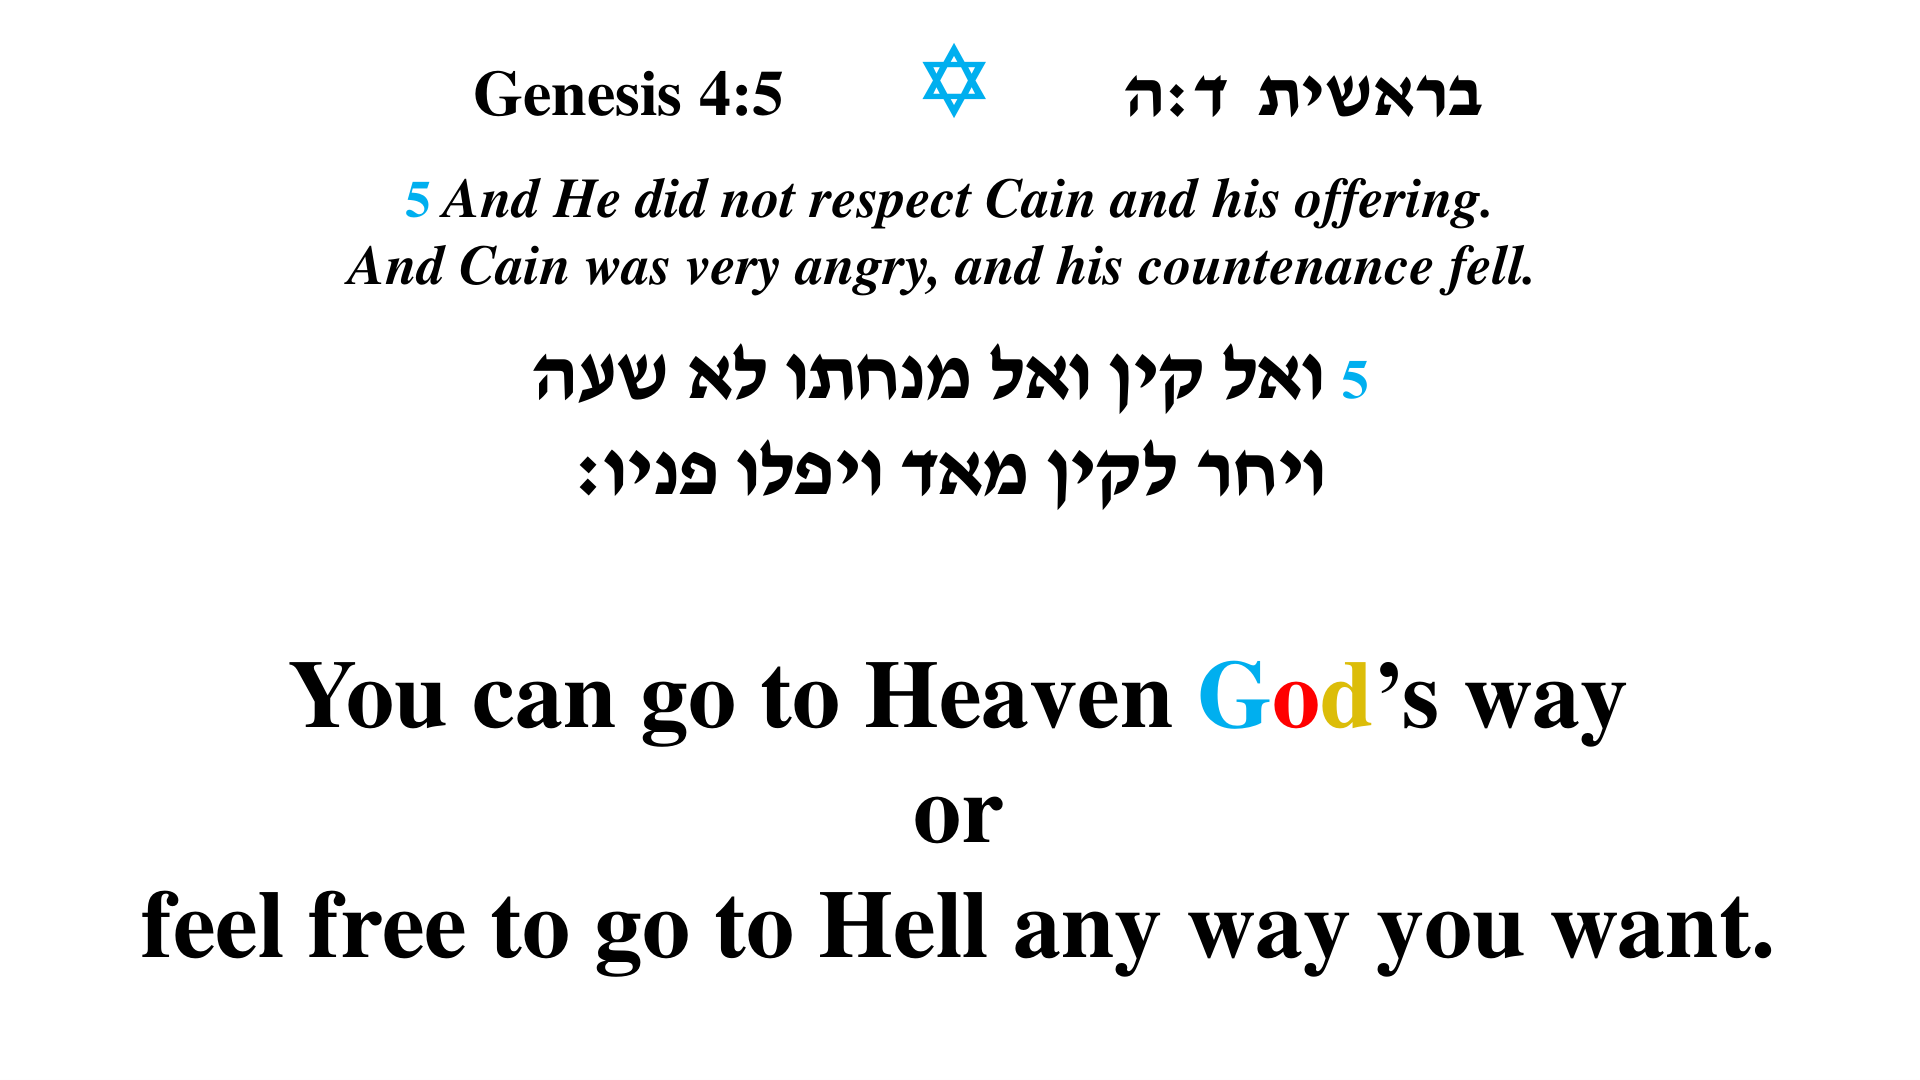 Genesis 4:5 ✡ בראשית ד:ה
5 And He did not respect Cain and his offering.
And Cain was very angry, and his countenance fell.
5 ואל קין ואל מנחתו לא שעה
ויחר לקין מאד ויפלו פניו:
You can go to Heaven God’s way
or
feel free to go to Hell any way you want.